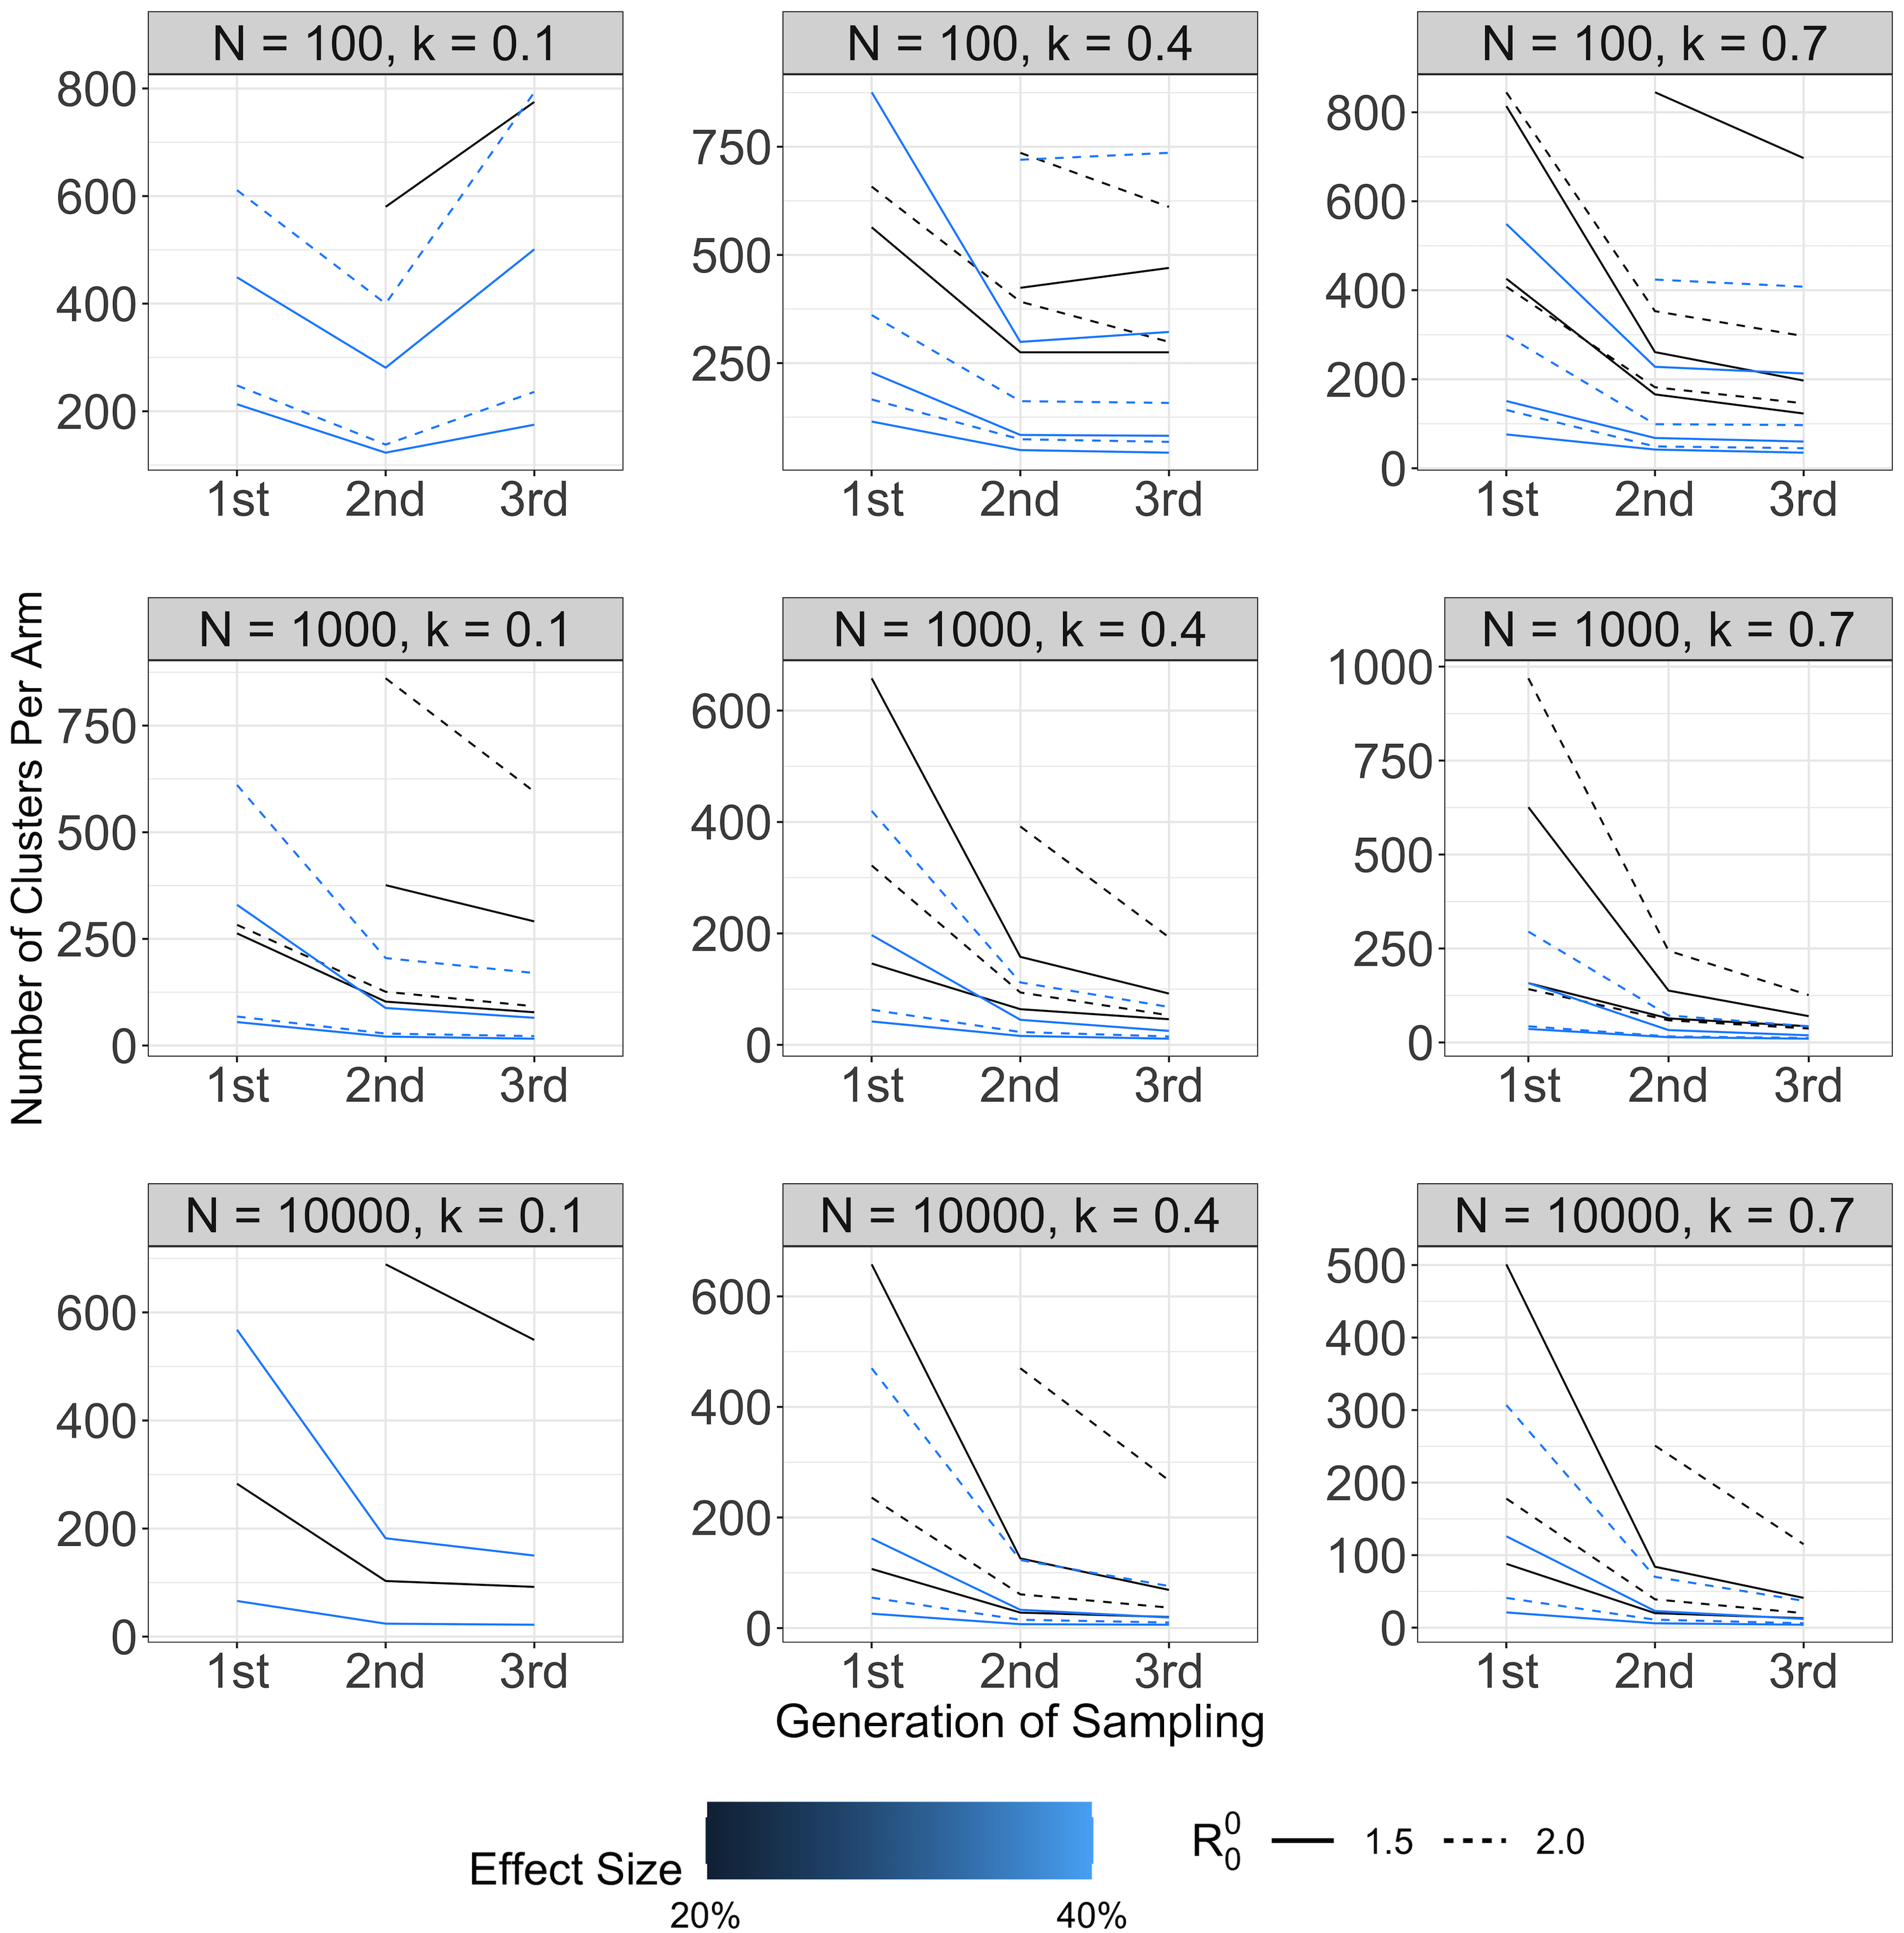 N = 100, k = 0.1
N = 100, k = 0.4
N = 100, k = 0.7
800
600
400
200
750
500
250
800
600
400
200
0
1st 2nd 3rd
1st 2nd 3rd
1st 2nd 3rd
Number of Clusters Per Arm
N = 1000, k = 0.1
N = 1000, k = 0.4
N = 1000, k = 0.7
750
500
250
0
600
400
200
0
1000
750
500
250
0
1st 2nd 3rd
1st 2nd 3rd
1st 2nd 3rd
N = 10000, k = 0.1
N = 10000, k = 0.4
N = 10000, k = 0.7
600
400
200
0
600
400
200
0
500
400
300
200
100
0
1st 2nd 3rd
1st 2nd 3rd
1st 2nd 3rd
Generation of Sampling
Effect Size
20% 40%
R₀⁰ 1.5 2.0